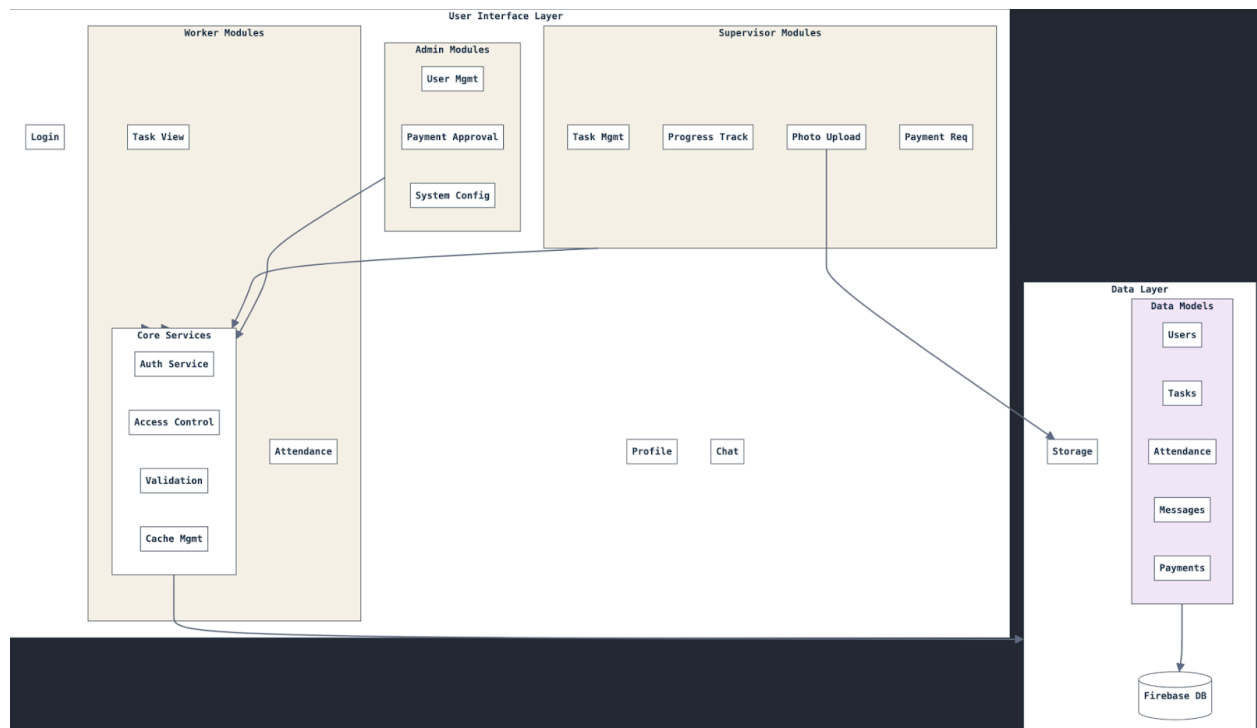 User Interface Layer
Worker Modules
Admin Modules
Supervisor Modules
User Mgmt
Login
Task View
Payment Approval
Task Mgmt
Progress Track
Photo Upload
Payment Req
System Config
Core Services
Auth Service
Access Control
Validation
Cache Mgmt
Attendance
Profile
Chat
Data Layer
Data Models
Users
Tasks
Storage
Attendance
Messages
Payments
Firebase DB